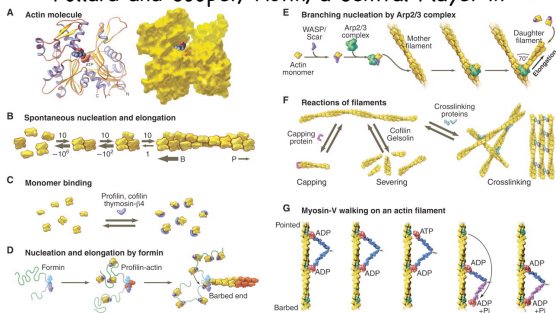 Pollard and Cooper, Actin, a Central Player in
A Actin molecule
ATP
C
N
B Spontaneous nucleation and elongation
10 10 10
~10⁶ ~10² 1
B P
C Monomer binding
Profilin, cofilin
thymosin-β4
D Nucleation and elongation by formin
Formin
Profilin-actin
Barbed end
E Branching nucleation by Arp2/3 complex
WASP/
Scar
Arp2/3
complex
Actin
monomer
Mother
filament
Daughter
filament
70°
Elongation
F Reactions of filaments
Capping
protein
Cofilin
Gelsolin
Crosslinking
proteins
Capping
Severing
Crosslinking
G Myosin-V walking on an actin filament
Pointed
Barbed
ADP
ADP
ADP
ATP
ADP
ADP
ADP
+Pi
ADP
ADP
+Pi